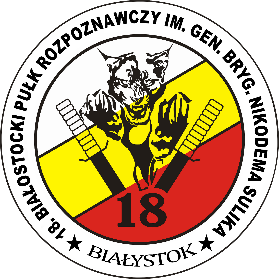 ★ 18. BIAŁOSTOCKI PUŁK ROZPOZNAWCZY IM. GEN. BRYG. NIKODEMA SULIKA ★
18
BIAŁYSTOK